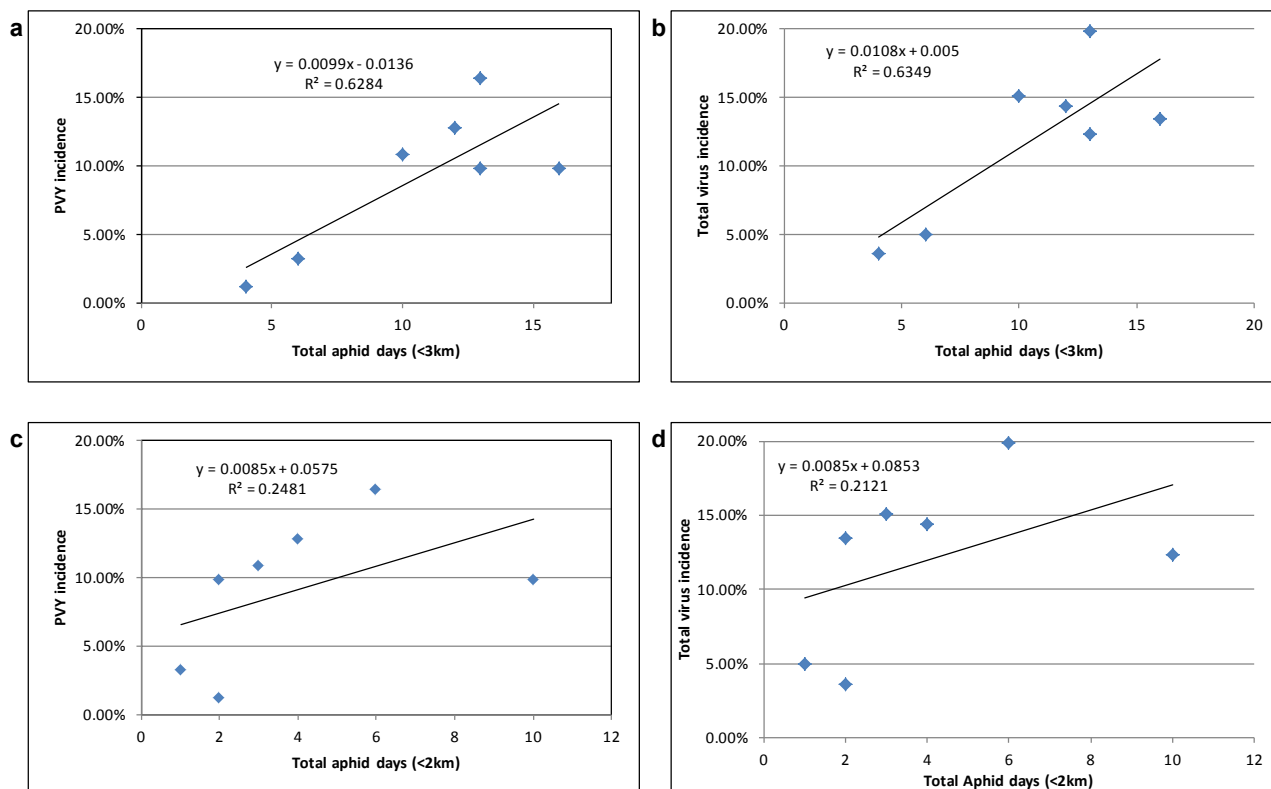 a
20.00%
15.00%
10.00%
5.00%
0.00%
PVY incidence
y = 0.0099x - 0.0136
R² = 0.6284
0 5 10 15
Total aphid days (<3km)
b
20.00%
15.00%
10.00%
5.00%
0.00%
Total virus incidence
y = 0.0108x + 0.005
R² = 0.6349
0 5 10 15 20
Total aphid days (<3km)
c
20.00%
15.00%
10.00%
5.00%
0.00%
PVY incidence
y = 0.0085x + 0.0575
R² = 0.2481
0 2 4 6 8 10 12
Total aphid days (<2km)
d
20.00%
15.00%
10.00%
5.00%
0.00%
Total virus incidence
y = 0.0085x + 0.0853
R² = 0.2121
0 2 4 6 8 10 12
Total Aphid days (<2km)